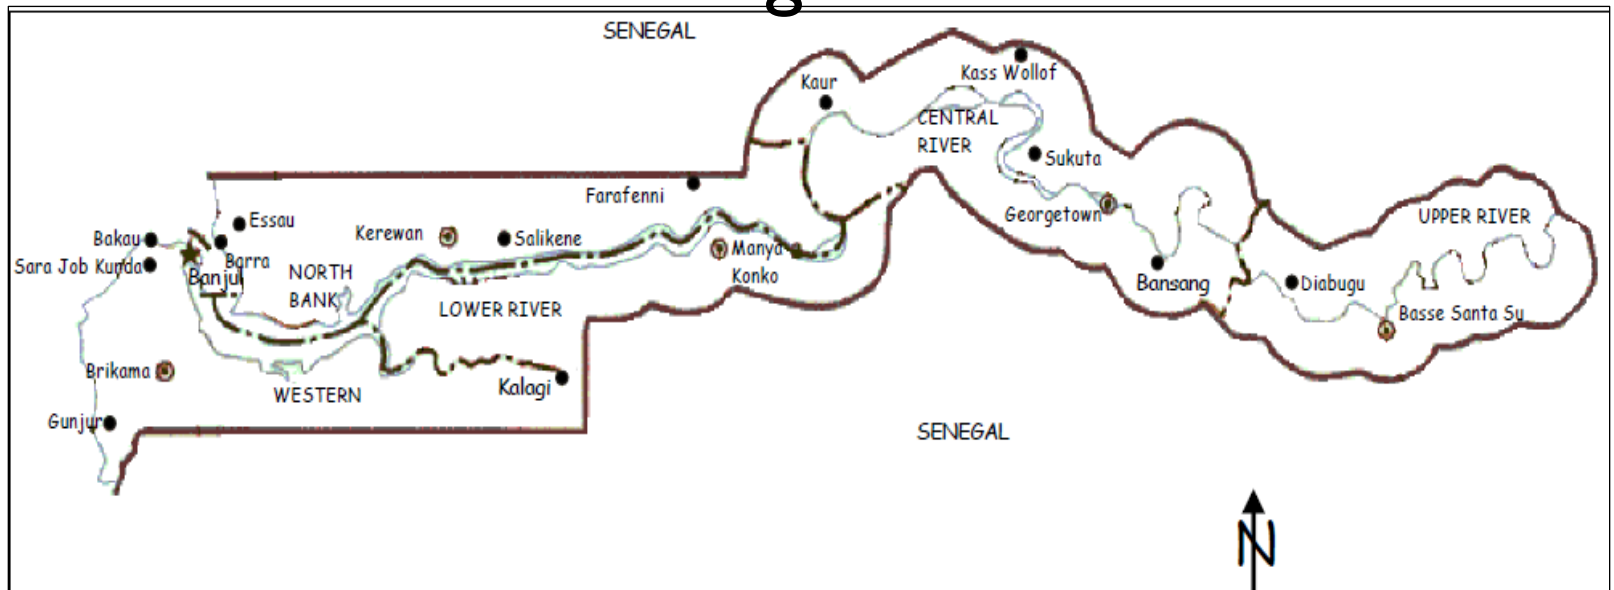 SENEGAL
Kaur
Kass Wollof
CENTRAL
RIVER
Sukuta
Farafenni
Georgetown
UPPER RIVER
Essau
Bakau
Kerewan
Salikene
Manya
Konko
Barra
Sara Job Kunda
Banjul
NORTH
BANK
Bansang
Diabugu
LOWER RIVER
Basse Santa Su
Brikama
WESTERN
Kalagi
Gunjur
SENEGAL
N